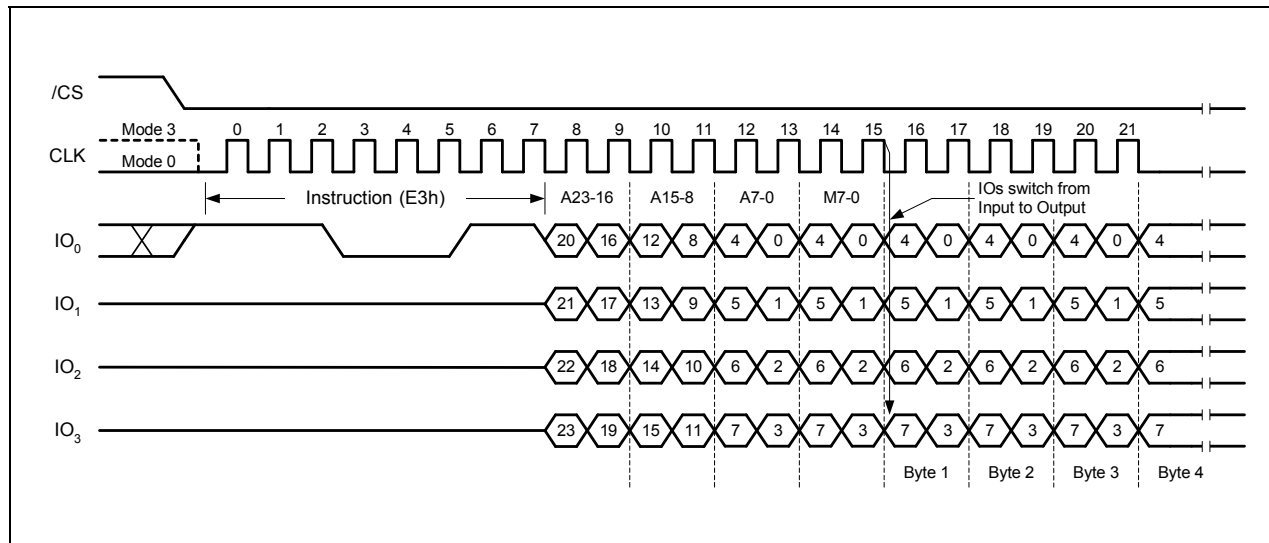 /CS
Mode 3
0 1 2 3 4 5 6 7 8 9 10 11 12 13 14 15 16 17 18 19 20 21
CLK
Mode 0
Instruction (E3h)
A23-16 A15-8 A7-0 M7-0
IOs switch from
Input to Output
IO0 20 16 12 8 4 0 4 0 4 0 4 0 4 0 4
IO1 21 17 13 9 5 1 5 1 5 1 5 1 5 1 5
IO2 22 18 14 10 6 2 6 2 6 2 6 2 6 2 6
IO3 23 19 15 11 7 3 7 3 7 3 7 3 7 3 7
Byte 1 Byte 2 Byte 3 Byte 4